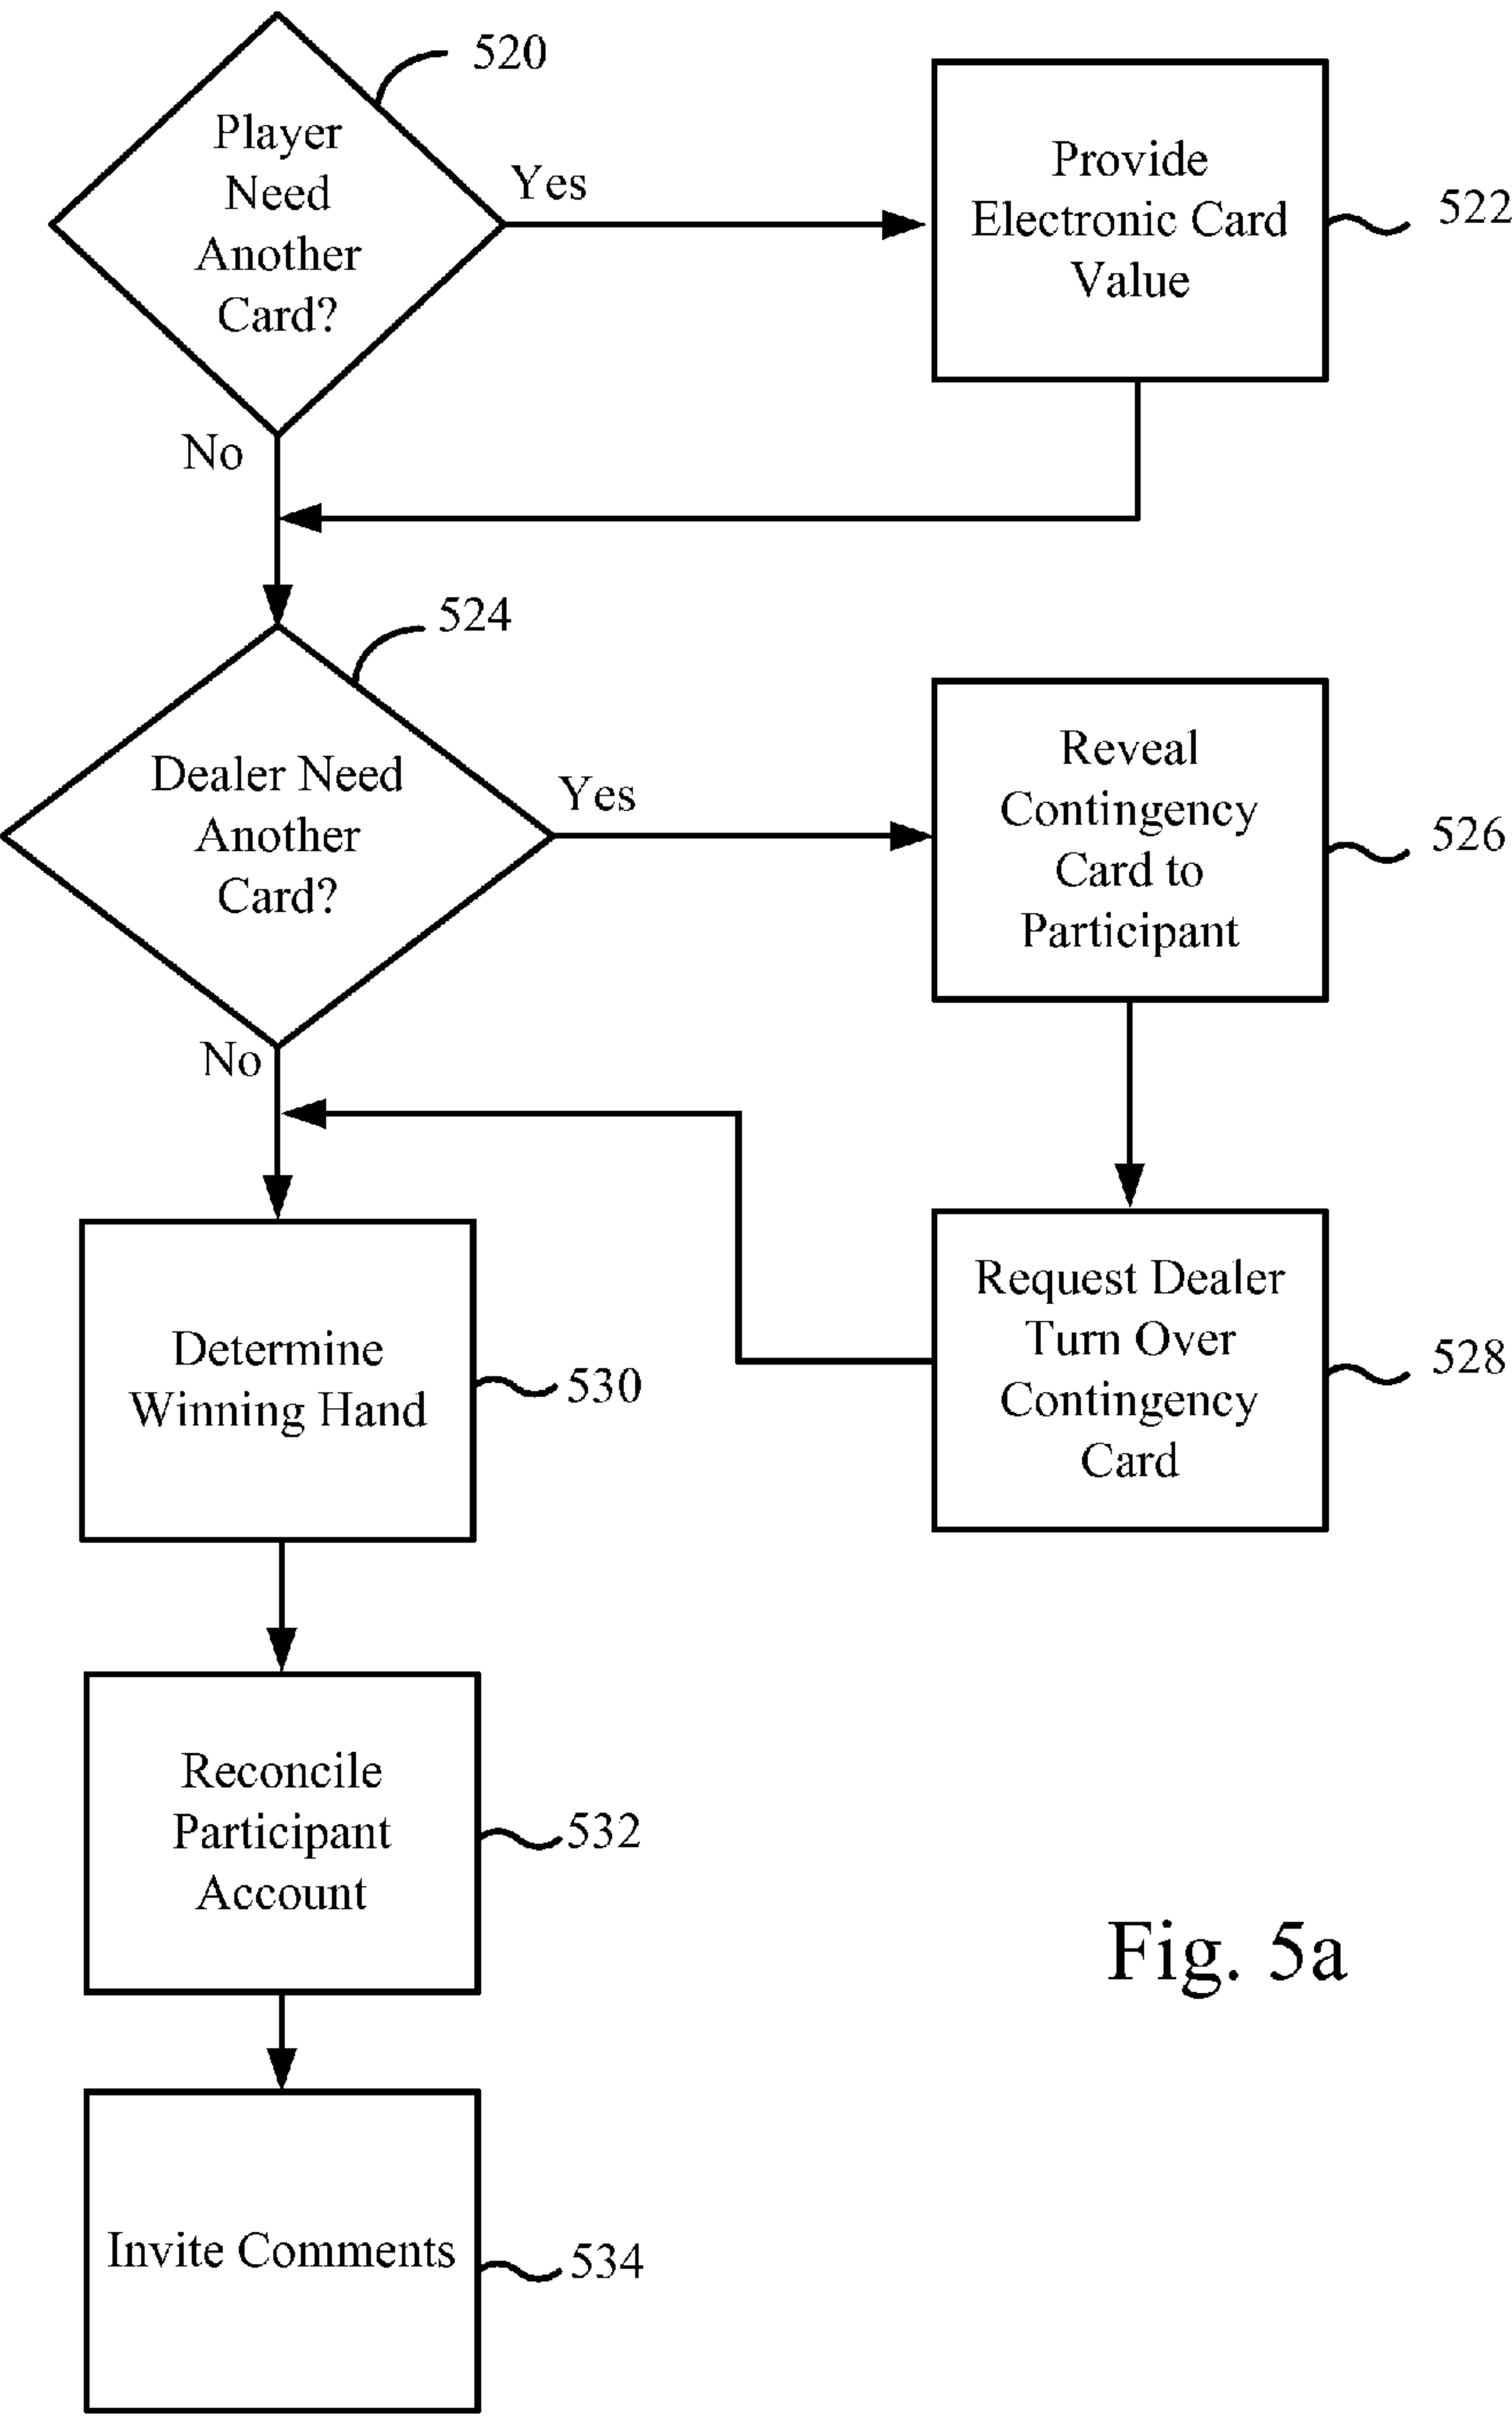 520
Player
Need
Another
Card?
Yes
No
Provide
Electronic Card
Value
522
524
Dealer Need
Another
Card?
Yes
No
Reveal
Contingency
Card to
Participant
526
Request Dealer
Turn Over
Contingency
Card
528
Determine
Winning Hand
530
Reconcile
Participant
Account
532
Invite Comments
534
Fig. 5a